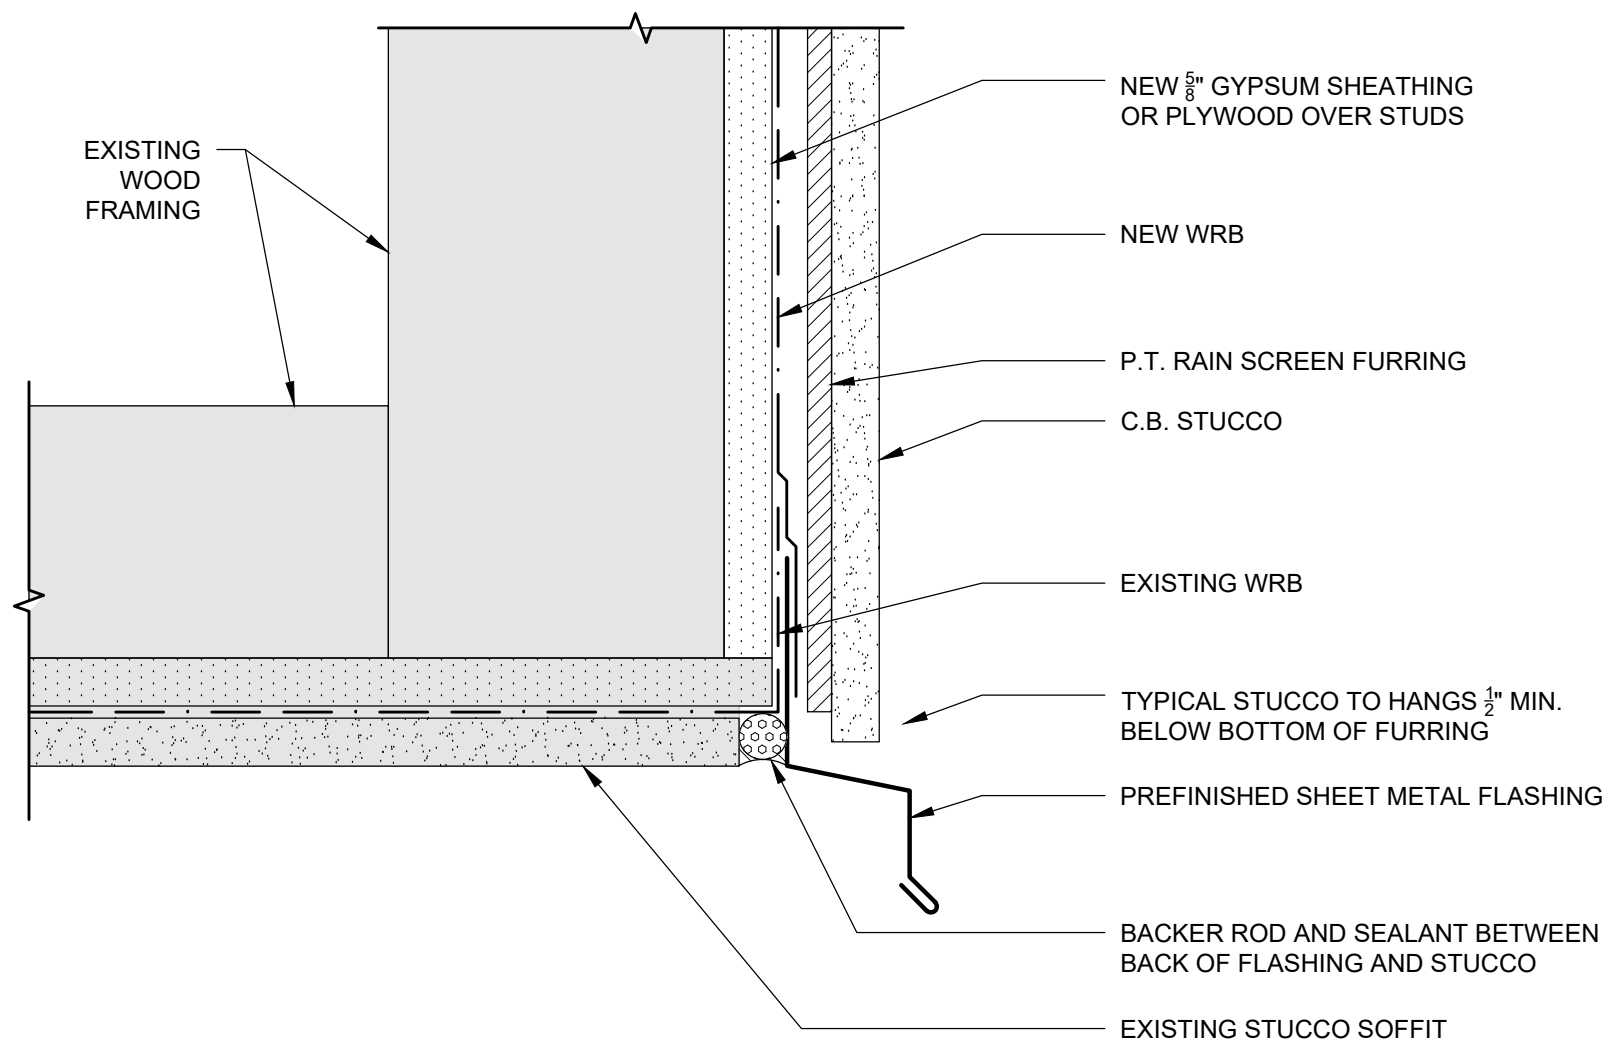 EXISTING
WOOD
FRAMING
NEW 5/8" GYPSUM SHEATHING
OR PLYWOOD OVER STUDS
NEW WRB
P.T. RAIN SCREEN FURRING
C.B. STUCCO
EXISTING WRB
TYPICAL STUCCO TO HANGS 1/2" MIN.
BELOW BOTTOM OF FURRING
PREFINISHED SHEET METAL FLASHING
BACKER ROD AND SEALANT BETWEEN
BACK OF FLASHING AND STUCCO
EXISTING STUCCO SOFFIT